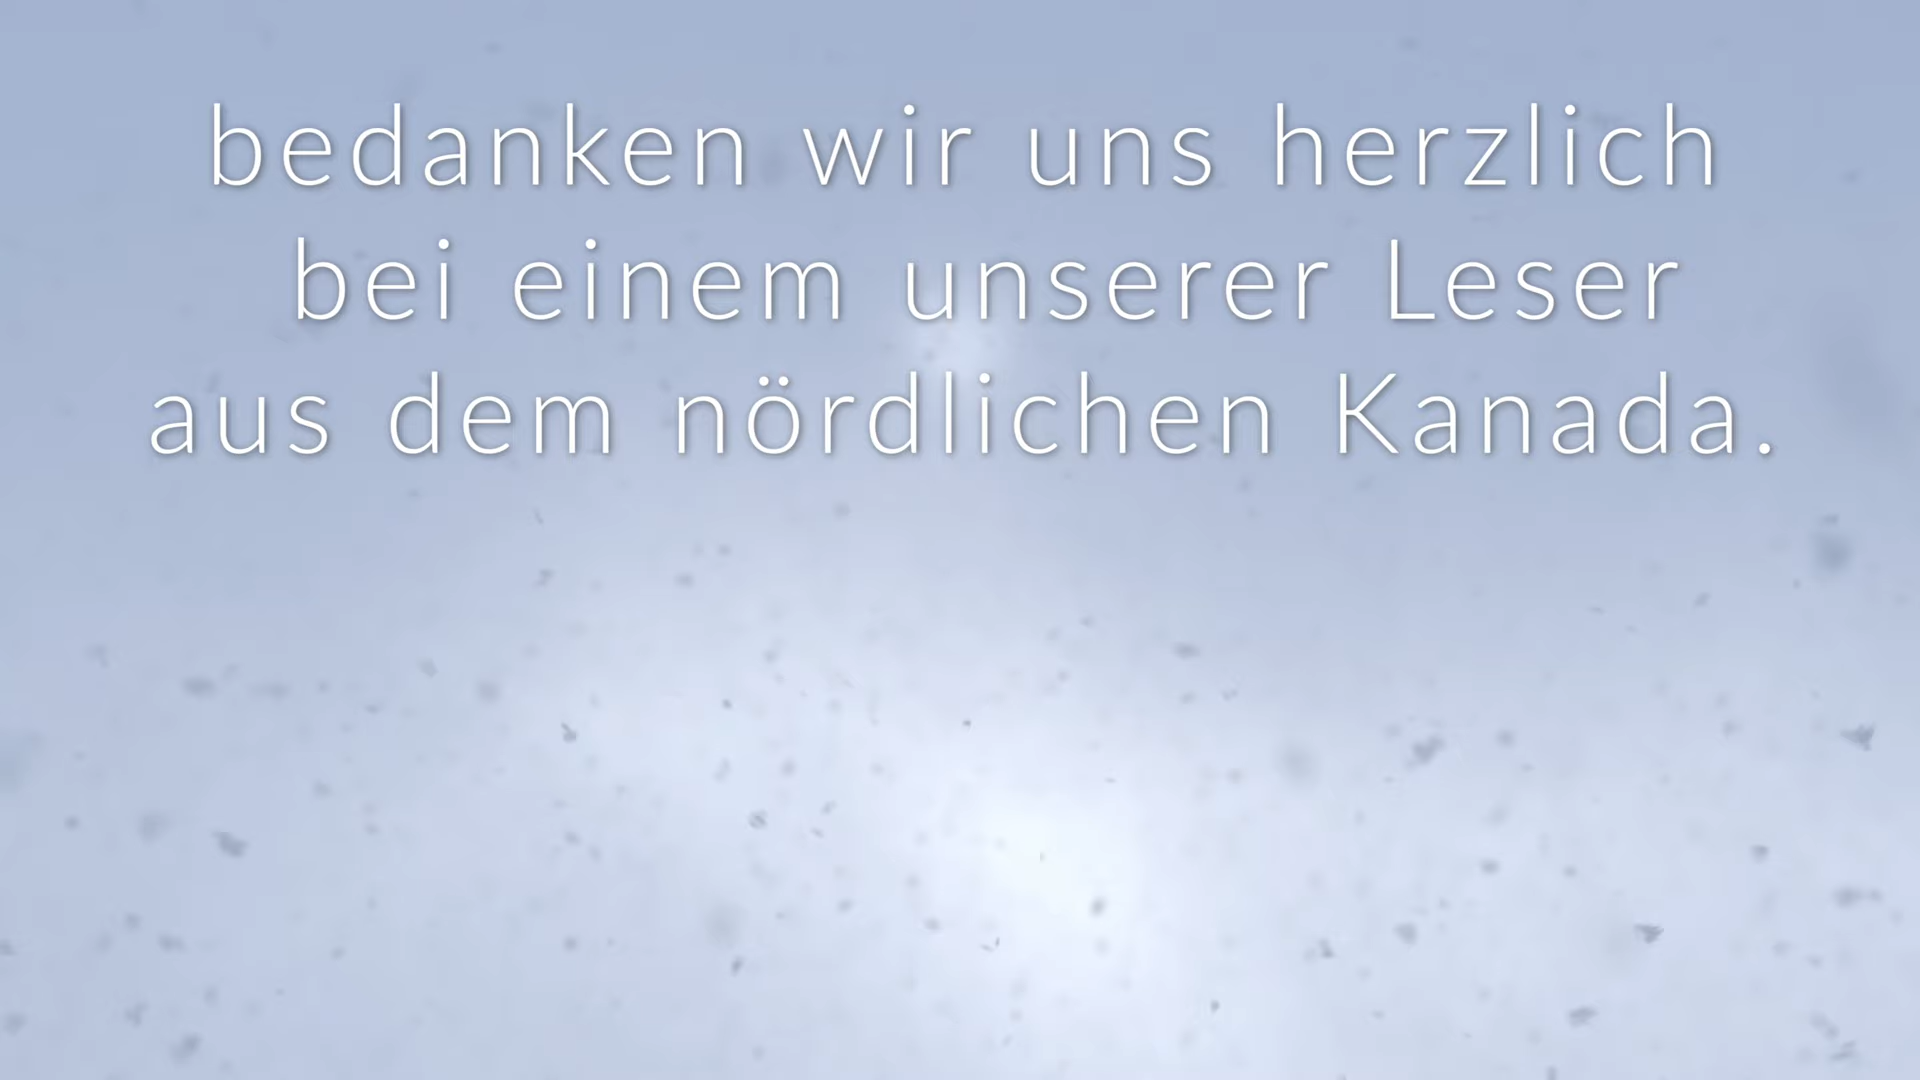 bedanken wir uns herzlich
bei einem unserer Leser
aus dem nördlichen Kanada.